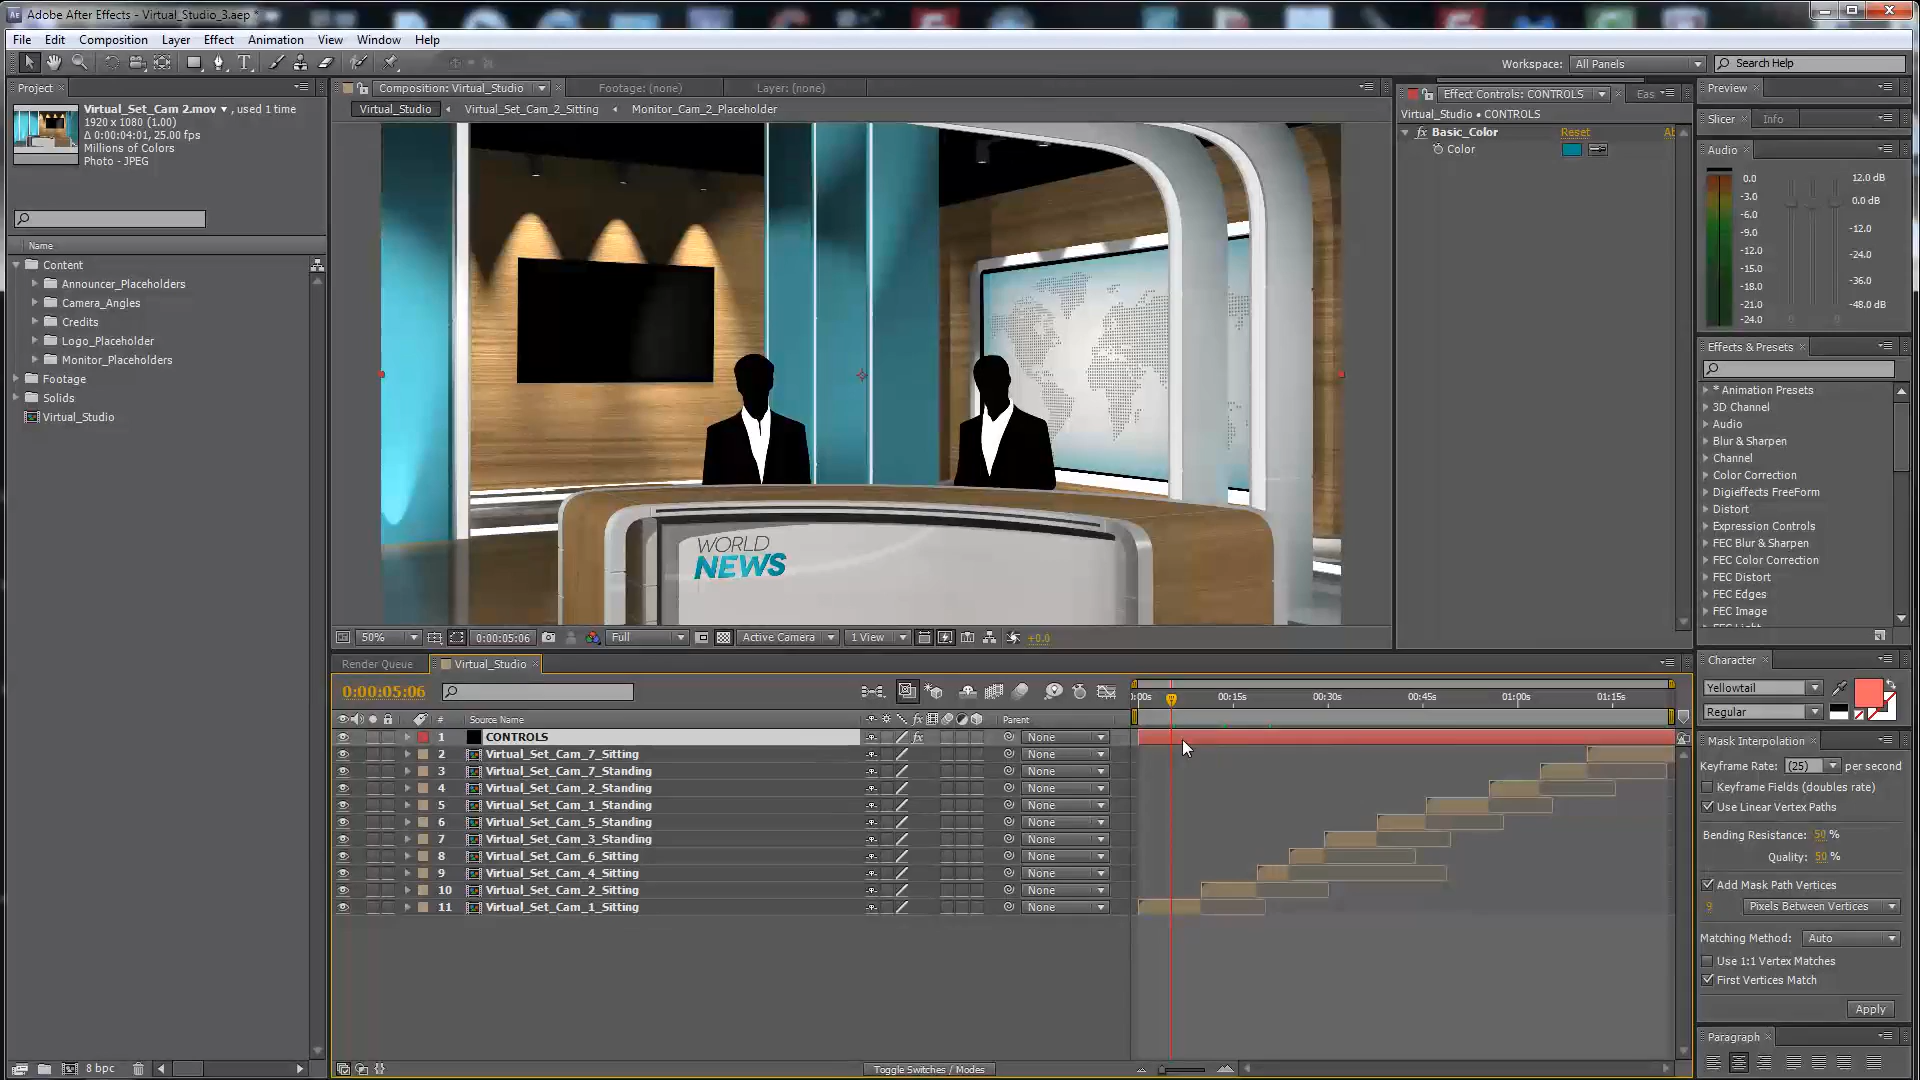 Adobe After Effects - Virtual_Studio_3.aep *
File Edit Composition Layer Effect Animation View Window Help
Workspace: All Panels
Search Help
Project
Virtual_Set_Cam 2.mov ▾ , used 1 time
1920 x 1080 (1.00)
Δ 0:00:04:01, 25.00 fps
Millions of Colors
Photo - JPEG
Name
Content
Announcer_Placeholders
Camera_Angles
Credits
Logo_Placeholder
Monitor_Placeholders
Footage
Solids
Virtual_Studio
8 bpc
Composition: Virtual_Studio
Footage: (none)
Layer: (none)
Virtual_Studio
Virtual_Set_Cam_2_Sitting
Monitor_Cam_2_Placeholder
WORLD
NEWS
50%
0:00:05:06
Full
Active Camera
1 View
+0.0
Effect Controls: CONTROLS
Eas
Virtual_Studio • CONTROLS
fx Basic_Color
Reset
Ab
Color
Preview
Slicer
Info
Audio
0.0
-3.0
-6.0
-9.0
-12.0
-15.0
-18.0
-21.0
-24.0
12.0 dB
0.0 dB
-12.0
-24.0
-36.0
-48.0 dB
Effects & Presets
* Animation Presets
3D Channel
Audio
Blur & Sharpen
Channel
Color Correction
Digieffects FreeForm
Distort
Expression Controls
FEC Blur & Sharpen
FEC Color Correction
FEC Distort
FEC Edges
FEC Image
FEC Light
Character
Yellowtail
Regular
Mask Interpolation
Keyframe Rate: (25) per second
Keyframe Fields (doubles rate)
Use Linear Vertex Paths
Bending Resistance: 50 %
Quality: 50 %
Add Mask Path Vertices
9 Pixels Between Vertices
Matching Method: Auto
Use 1:1 Vertex Matches
First Vertices Match
Apply
Paragraph
Render Queue
Virtual_Studio
0:00:05:06
:00s 00:15s 00:30s 00:45s 01:00s 01:15s
# Source Name
fx
Parent
1 CONTROLS fx None
2 Virtual_Set_Cam_7_Sitting None
3 Virtual_Set_Cam_7_Standing None
4 Virtual_Set_Cam_2_Standing None
5 Virtual_Set_Cam_1_Standing None
6 Virtual_Set_Cam_5_Standing None
7 Virtual_Set_Cam_3_Standing None
8 Virtual_Set_Cam_6_Sitting None
9 Virtual_Set_Cam_4_Sitting None
10 Virtual_Set_Cam_2_Sitting None
11 Virtual_Set_Cam_1_Sitting None
Toggle Switches / Modes